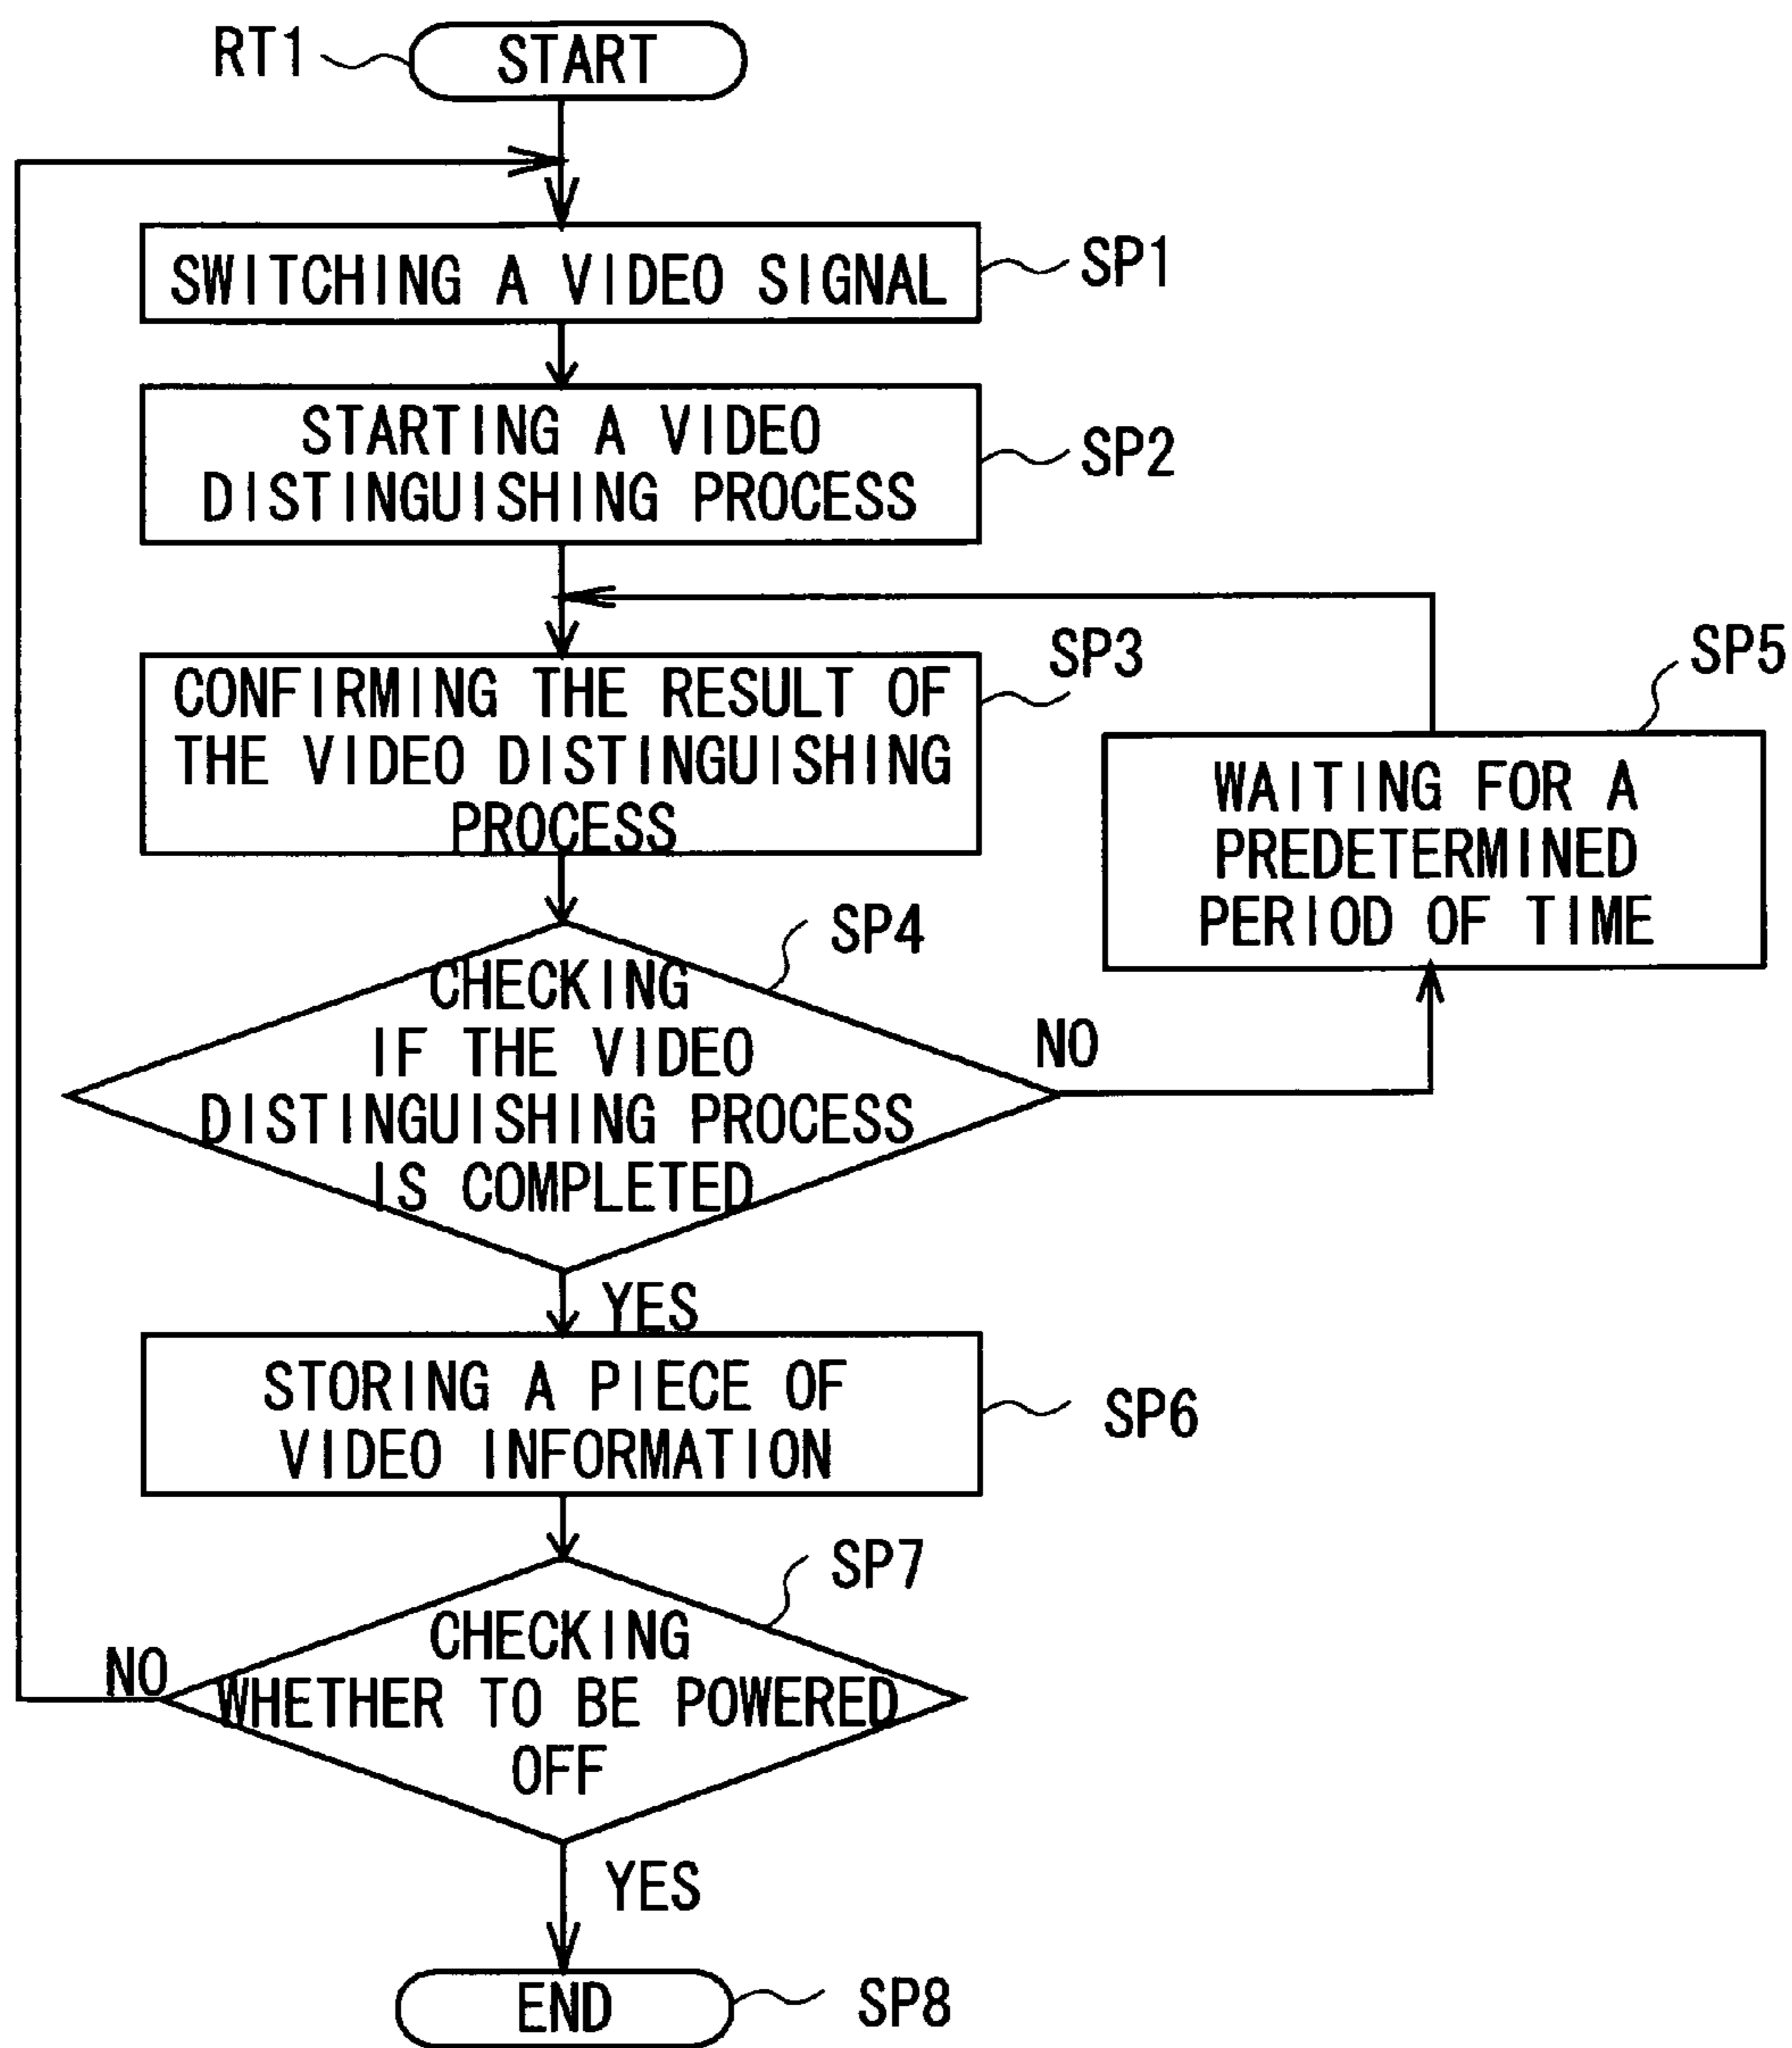 RT1
START
SWITCHING A VIDEO SIGNAL
SP1
STARTING A VIDEO
DISTINGUISHING PROCESS
SP2
CONFIRMING THE RESULT OF
THE VIDEO DISTINGUISHING
PROCESS
SP3
SP5
WAITING FOR A
PREDETERMINED
PERIOD OF TIME
SP4
CHECKING
IF THE VIDEO
DISTINGUISHING PROCESS
IS COMPLETED
NO
YES
STORING A PIECE OF
VIDEO INFORMATION
SP6
SP7
CHECKING
WHETHER TO BE POWERED
OFF
NO
YES
END
SP8